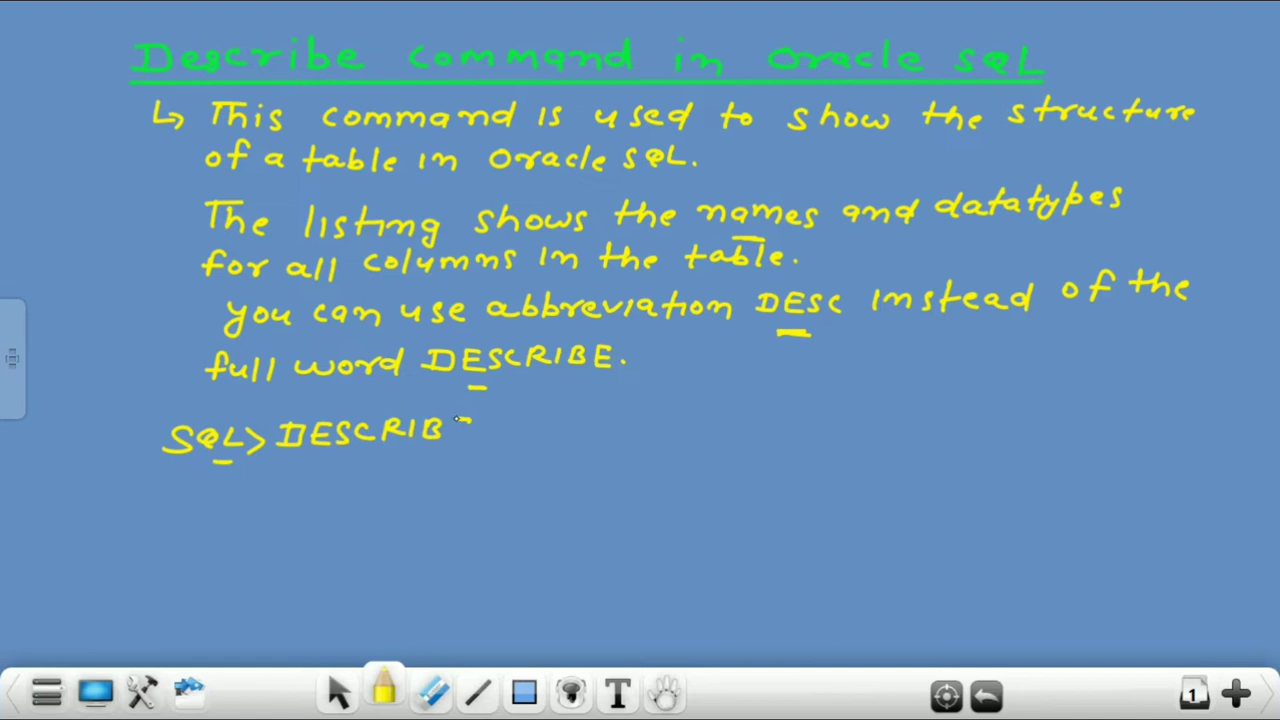 Describe command in Oracle SQL
↳ This command is used to show the structure
of a table in oracle SQL.
The listing shows the names and datatypes
for all columns in the table.
you can use abbreviation DESC instead of the
full word DESCRIBE.
SQL> DESCRIB
1